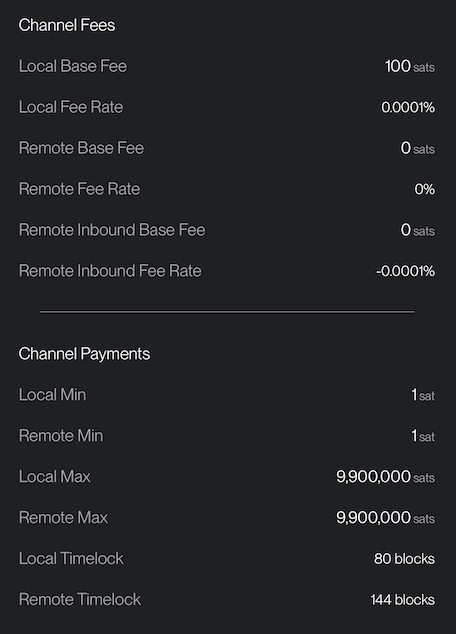 Channel Fees
Local Base Fee 100 sats
Local Fee Rate 0.0001%
Remote Base Fee 0 sats
Remote Fee Rate 0%
Remote Inbound Base Fee 0 sats
Remote Inbound Fee Rate -0.0001%
Channel Payments
Local Min 1 sat
Remote Min 1 sat
Local Max 9,900,000 sats
Remote Max 9,900,000 sats
Local Timelock 80 blocks
Remote Timelock 144 blocks